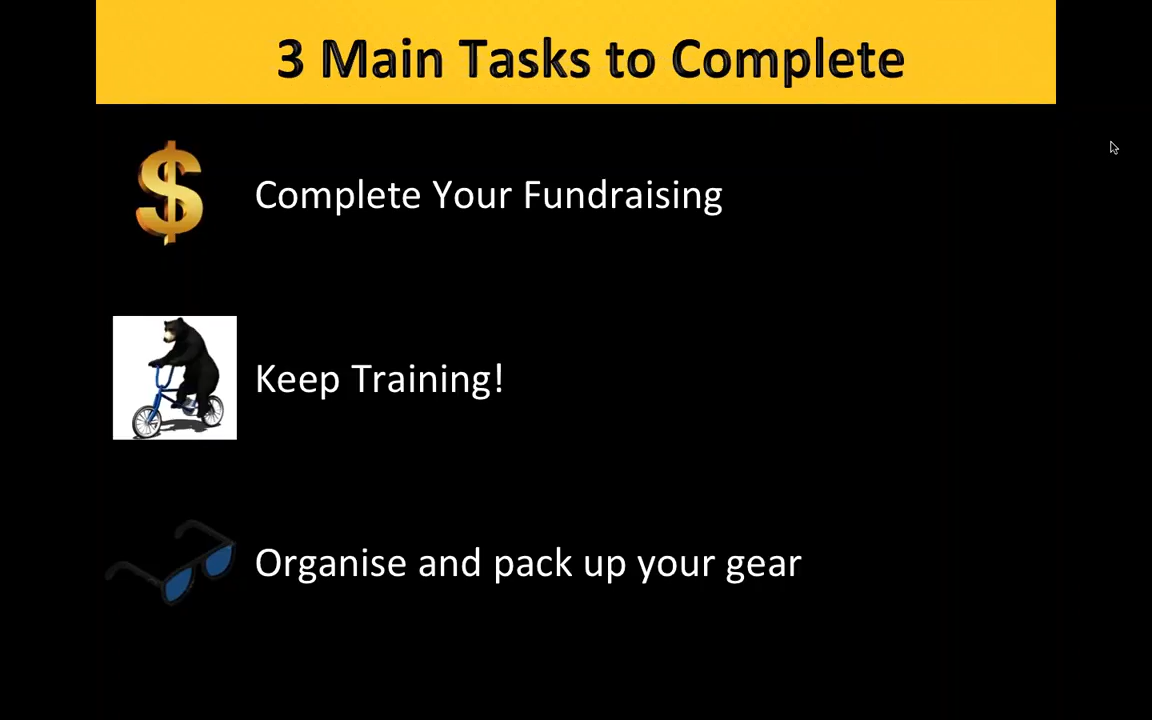 3 Main Tasks to Complete
Complete Your Fundraising
Keep Training!
Organise and pack up your gear